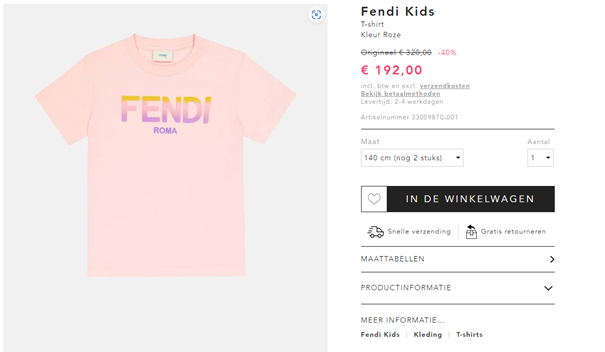 FENDI
ROMA
Fendi Kids
T-shirt
Kleur Roze
Origineel € 320,00 -40%
€ 192,00
incl. btw en excl. verzendkosten
Bekijk betaalmethoden
Levertijd: 2-4 werkdagen
Artikelnummer 33009870-001
Maat Aantal
140 cm (nog 2 stuks) 1
IN DE WINKELWAGEN
Snelle verzending Gratis retourneren
MAATTABELLEN
PRODUCTINFORMATIE
MEER INFORMATIE...
Fendi Kids | Kleding | T-shirts